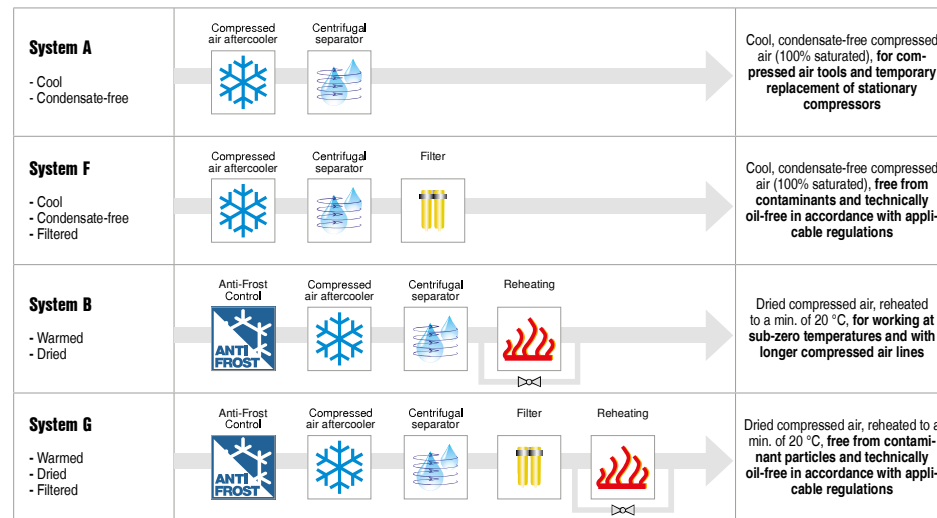 System A
- Cool
- Condensate-free
Compressed
air aftercooler
Centrifugal
separator
Cool, condensate-free compressed
air (100% saturated), for com-
pressed air tools and temporary
replacement of stationary
compressors
System F
- Cool
- Condensate-free
- Filtered
Compressed
air aftercooler
Centrifugal
separator
Filter
Cool, condensate-free compressed
air (100% saturated), free from
contaminants and technically
oil-free in accordance with appli-
cable regulations
System B
- Warmed
- Dried
Anti-Frost
Control
ANTI
FROST
Compressed
air aftercooler
Centrifugal
separator
Reheating
Dried compressed air, reheated
to a min. of 20 °C, for working at
sub-zero temperatures and with
longer compressed air lines
System G
- Warmed
- Dried
- Filtered
Anti-Frost
Control
ANTI
FROST
Compressed
air aftercooler
Centrifugal
separator
Filter
Reheating
Dried compressed air, reheated to a
min. of 20 °C, free from contami-
nant particles and technically
oil-free in accordance with appli-
cable regulations